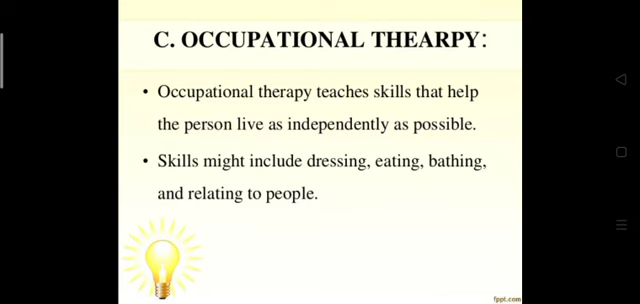 C. OCCUPATIONAL THEARPY:
• Occupational therapy teaches skills that help
the person live as independently as possible.
• Skills might include dressing, eating, bathing,
and relating to people.
fppt.com